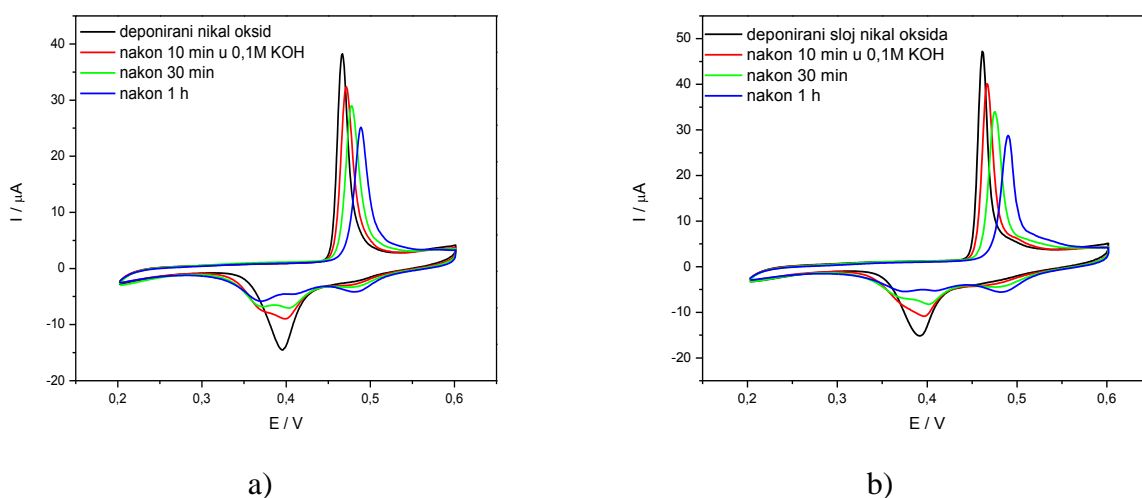 deponirani nikal oksid
nakon 10 min u 0,1M KOH
nakon 30 min
nakon 1 h
I / µA
40
30
20
10
0
-10
-20
0,2
0,3
0,4
0,5
0,6
E / V
a)
deponirani sloj nikal oksida
nakon 10 min u 0,1M KOH
nakon 30 min
nakon 1 h
I / µA
50
40
30
20
10
0
-10
-20
0,2
0,3
0,4
0,5
0,6
E / V
b)